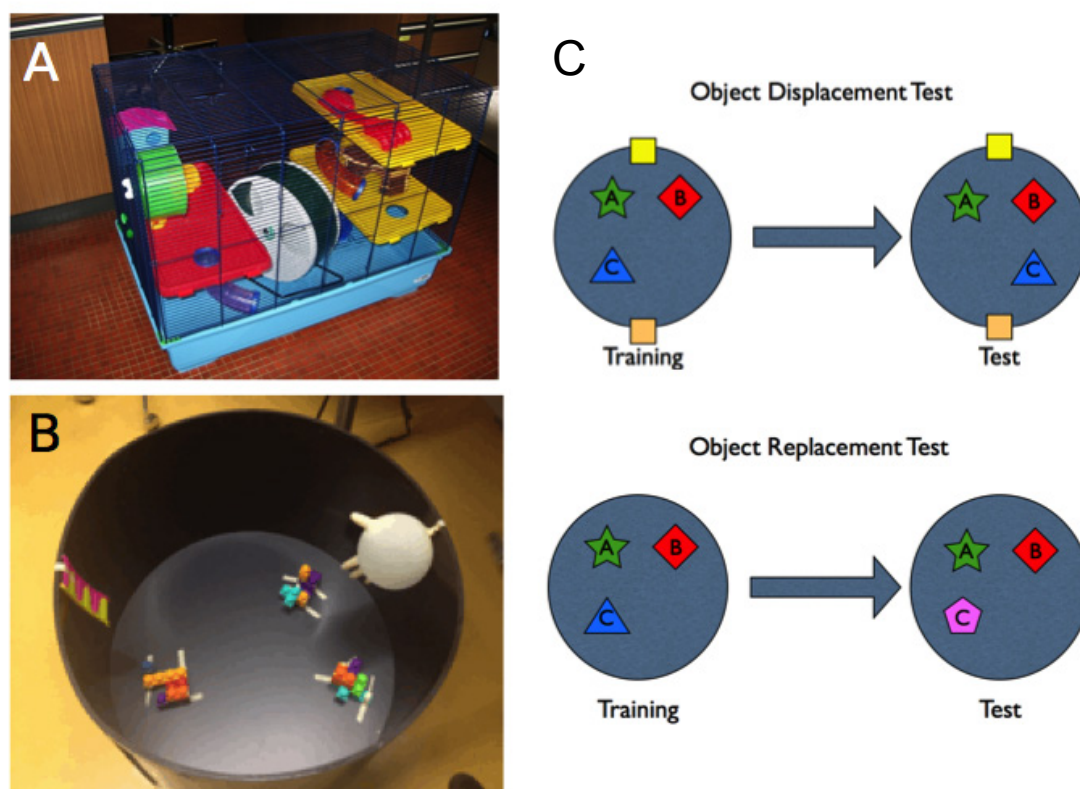 A
B
C
Object Displacement Test
A
B
C
A
B
C
Training
Test
Object Replacement Test
A
B
C
A
B
C
Training
Test